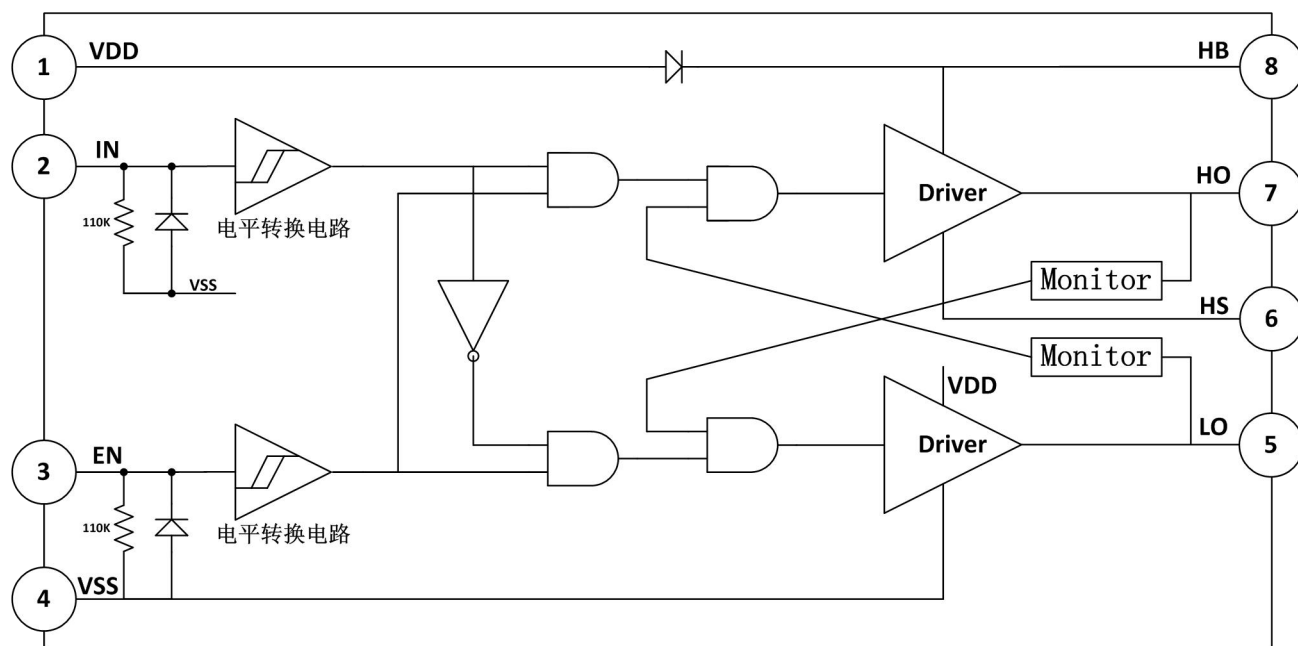 1
VDD
HB
8
2
IN
110K
VSS
电平转换电路
Driver
HO
7
Monitor
HS
6
Monitor
VDD
3
EN
110K
电平转换电路
Driver
LO
5
4
VSS